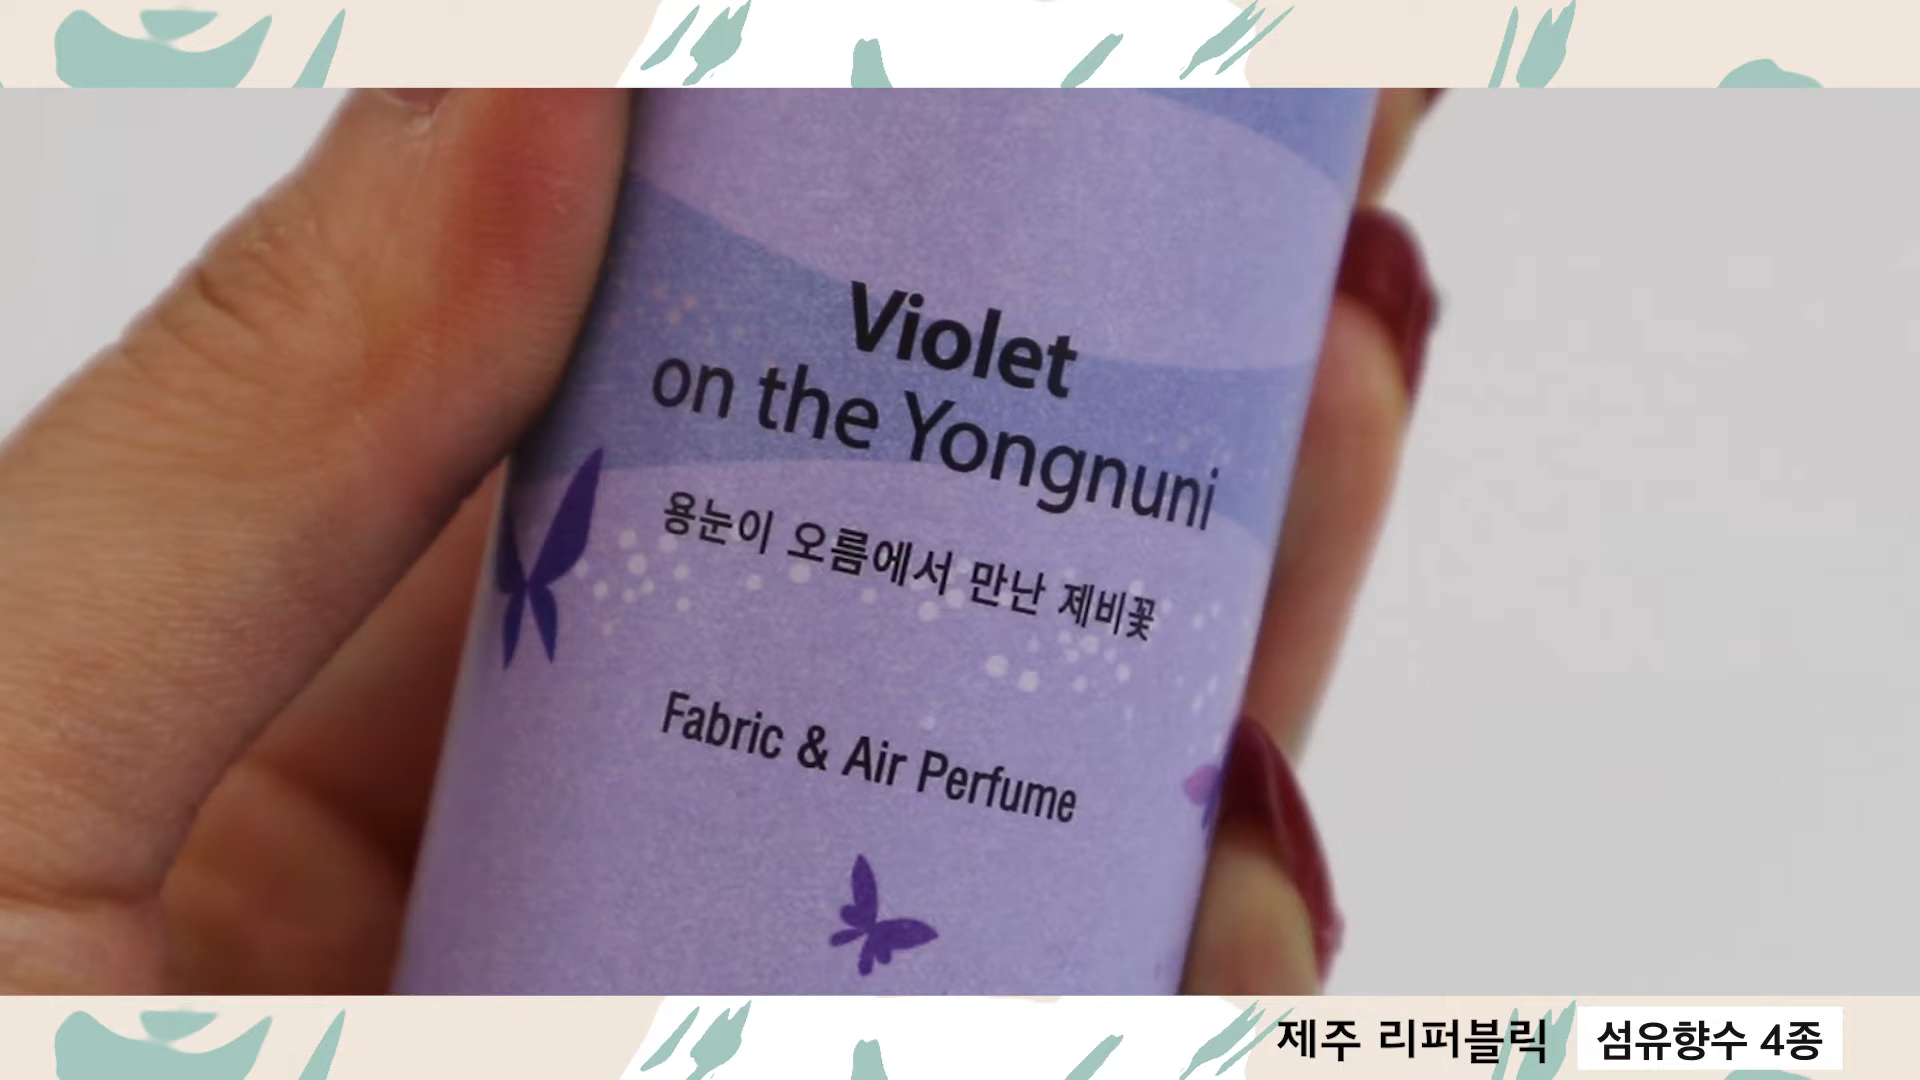 Violet
on the Yongnuni
용눈이 오름에서 만난 제비꽃
Fabric & Air Perfume
제주 리퍼블릭 섬유향수 4종